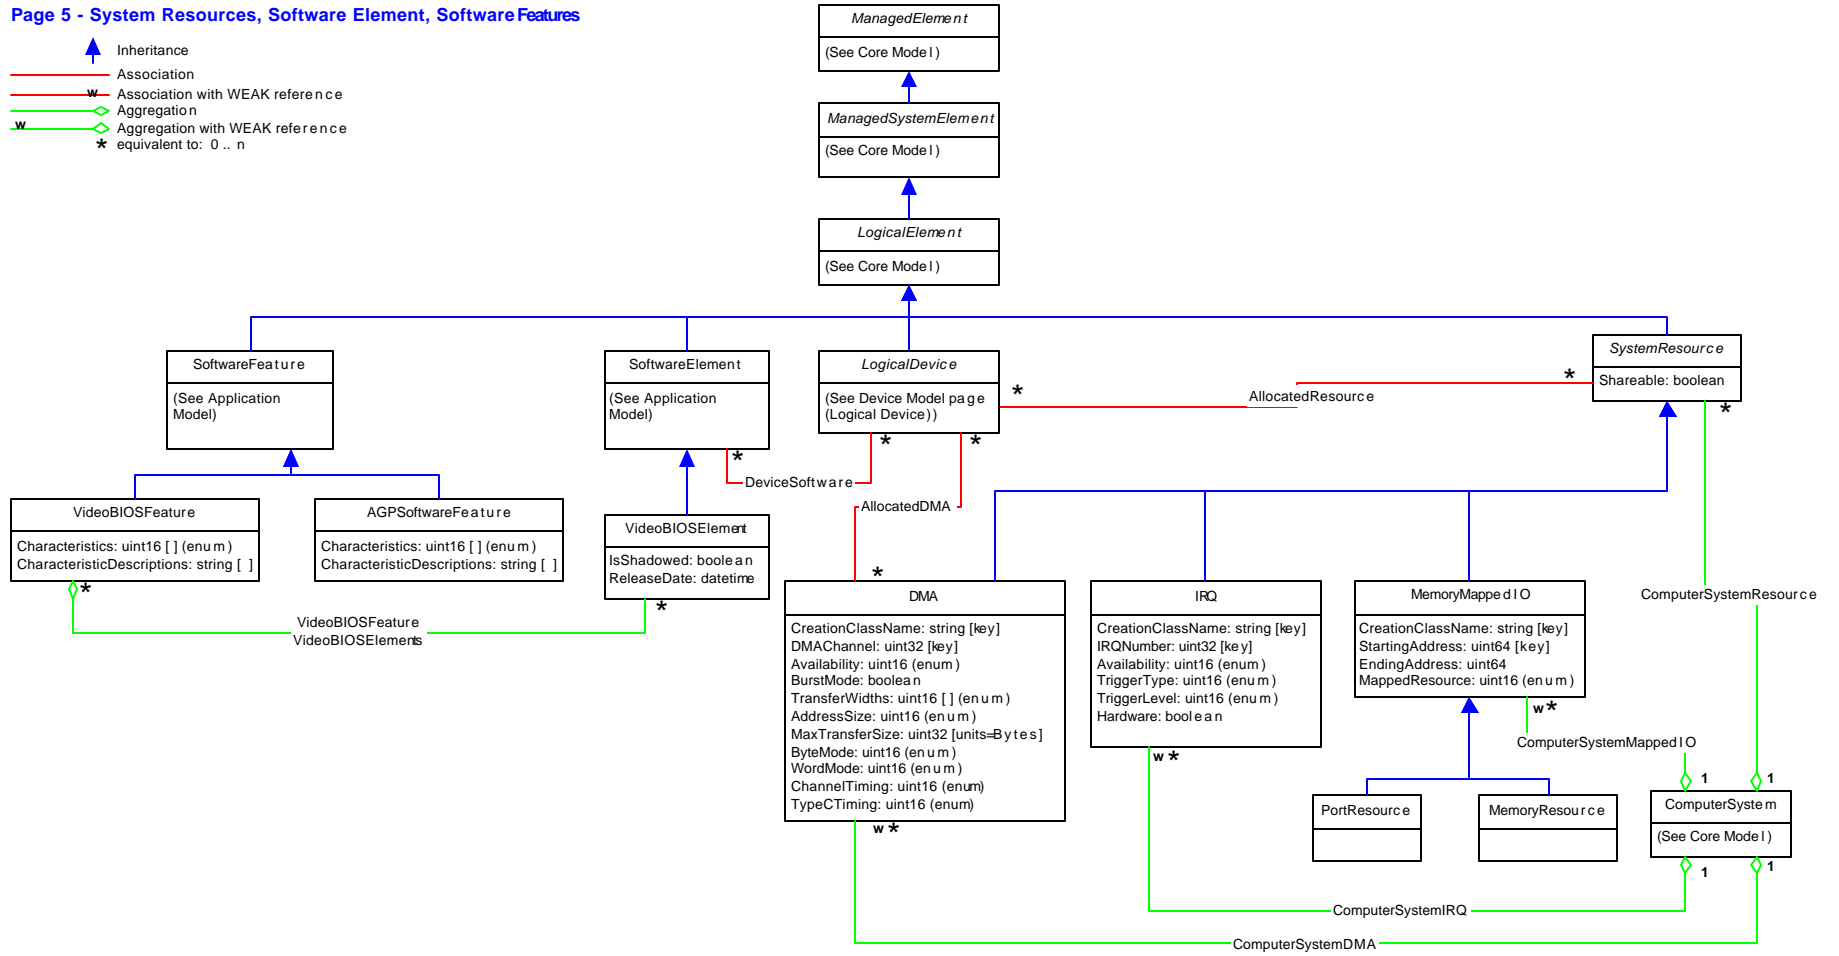 Page 5 - System Resources, Software Element, Software Features
Inheritance
Association
w
Association with WEAK reference
Aggregation
w
Aggregation with WEAK reference
* equivalent to: 0 .. n
ManagedElement
(See Core Model)
ManagedSystemElement
(See Core Model)
LogicalElement
(See Core Model)
SoftwareFeature
(See Application
Model)
SoftwareElement
(See Application
Model)
*
LogicalDevice
(See Device Model page
(Logical Device))
*
*
*
AllocatedResource
*
SystemResource
Shareable: boolean
*
DeviceSoftware
AllocatedDMA
*
VideoBIOSFeature
Characteristics: uint16 [ ] (enum)
CharacteristicDescriptions: string [ ]
*
AGPSoftwareFeature
Characteristics: uint16 [ ] (enum)
CharacteristicDescriptions: string [ ]
VideoBIOSElement
IsShadowed: boolean
ReleaseDate: datetime
*
VideoBIOSFeature
VideoBIOSElements
DMA
CreationClassName: string [key]
DMAChannel: uint32 [key]
Availability: uint16 (enum)
BurstMode: boolean
TransferWidths: uint16 [ ] (enum)
AddressSize: uint16 (enum)
MaxTransferSize: uint32 [units=Bytes]
ByteMode: uint16 (enum)
WordMode: uint16 (enum)
ChannelTiming: uint16 (enum)
TypeCTiming: uint16 (enum)
w *
IRQ
CreationClassName: string [key]
IRQNumber: uint32 [key]
Availability: uint16 (enum)
TriggerType: uint16 (enum)
TriggerLevel: uint16 (enum)
Hardware: boolean
w *
MemoryMappedIO
CreationClassName: string [key]
StartingAddress: uint64 [key]
EndingAddress: uint64
MappedResource: uint16 (enum)
w *
ComputerSystemResource
ComputerSystemMappedIO
1
1
PortResource
MemoryResource
ComputerSystem
(See Core Model)
1
1
ComputerSystemIRQ
ComputerSystemDMA